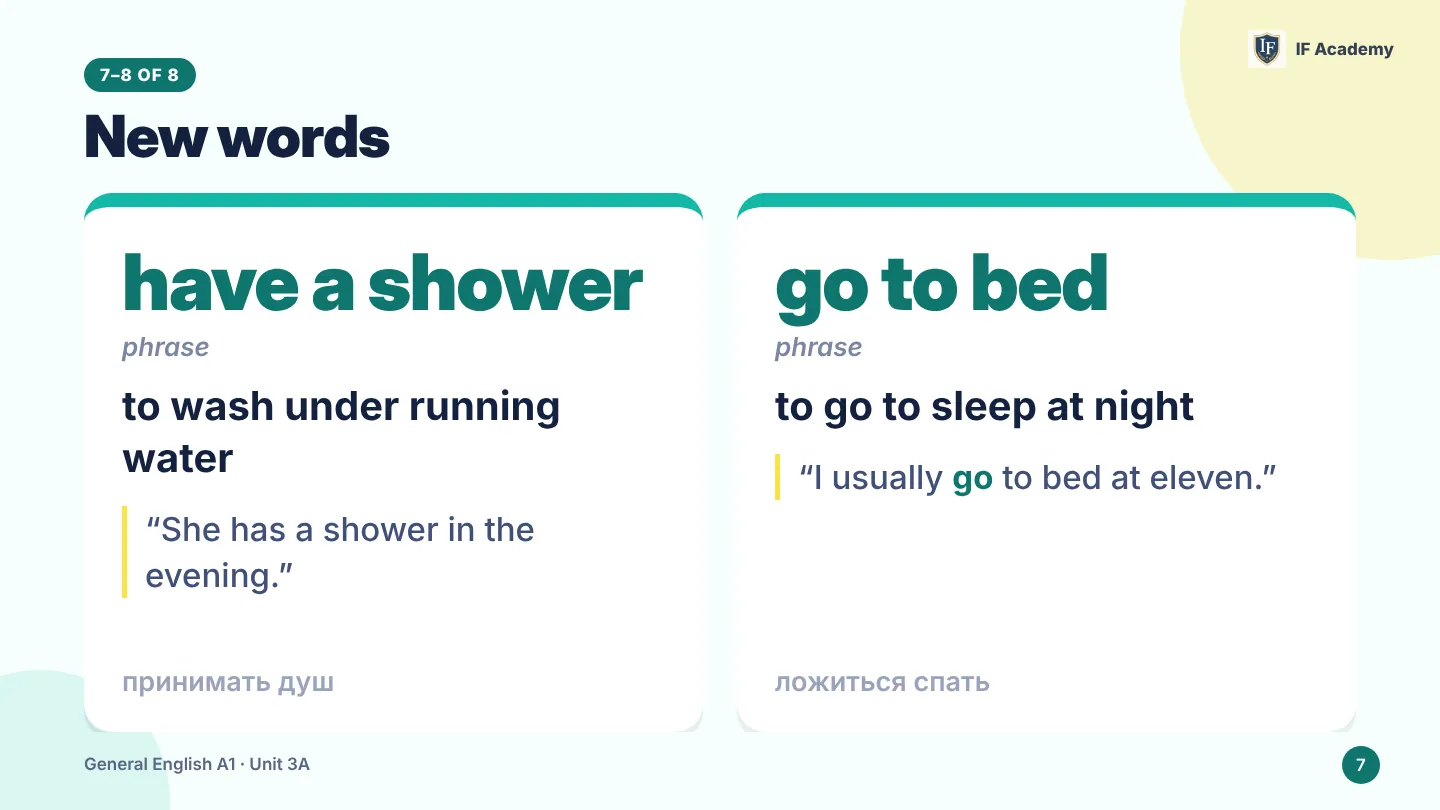 IF
IF Academy
7–8 OF 8
New words
have a shower
phrase
to wash under running
water
“She has a shower in the
evening.”
принимать душ
go to bed
phrase
to go to sleep at night
“I usually go to bed at eleven.”
ложиться спать
General English A1 · Unit 3A
7